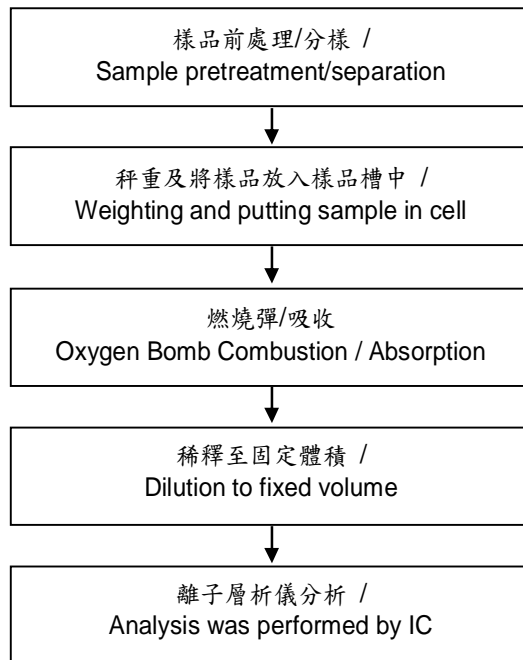 樣品前處理/分樣 /
Sample pretreatment/separation
秤重及將樣品放入樣品槽中 /
Weighting and putting sample in cell
燃燒彈/吸收
Oxygen Bomb Combustion / Absorption
稀釋至固定體積 /
Dilution to fixed volume
離子層析儀分析 /
Analysis was performed by IC